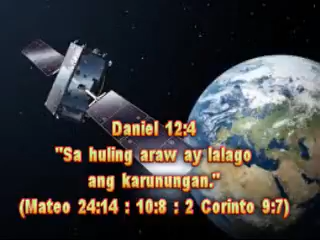 Daniel 12:4
"Sa huling araw ay lalago
ang karunungan."
(Mateo 24:14 : 10:8 : 2 Corinto 9:7)